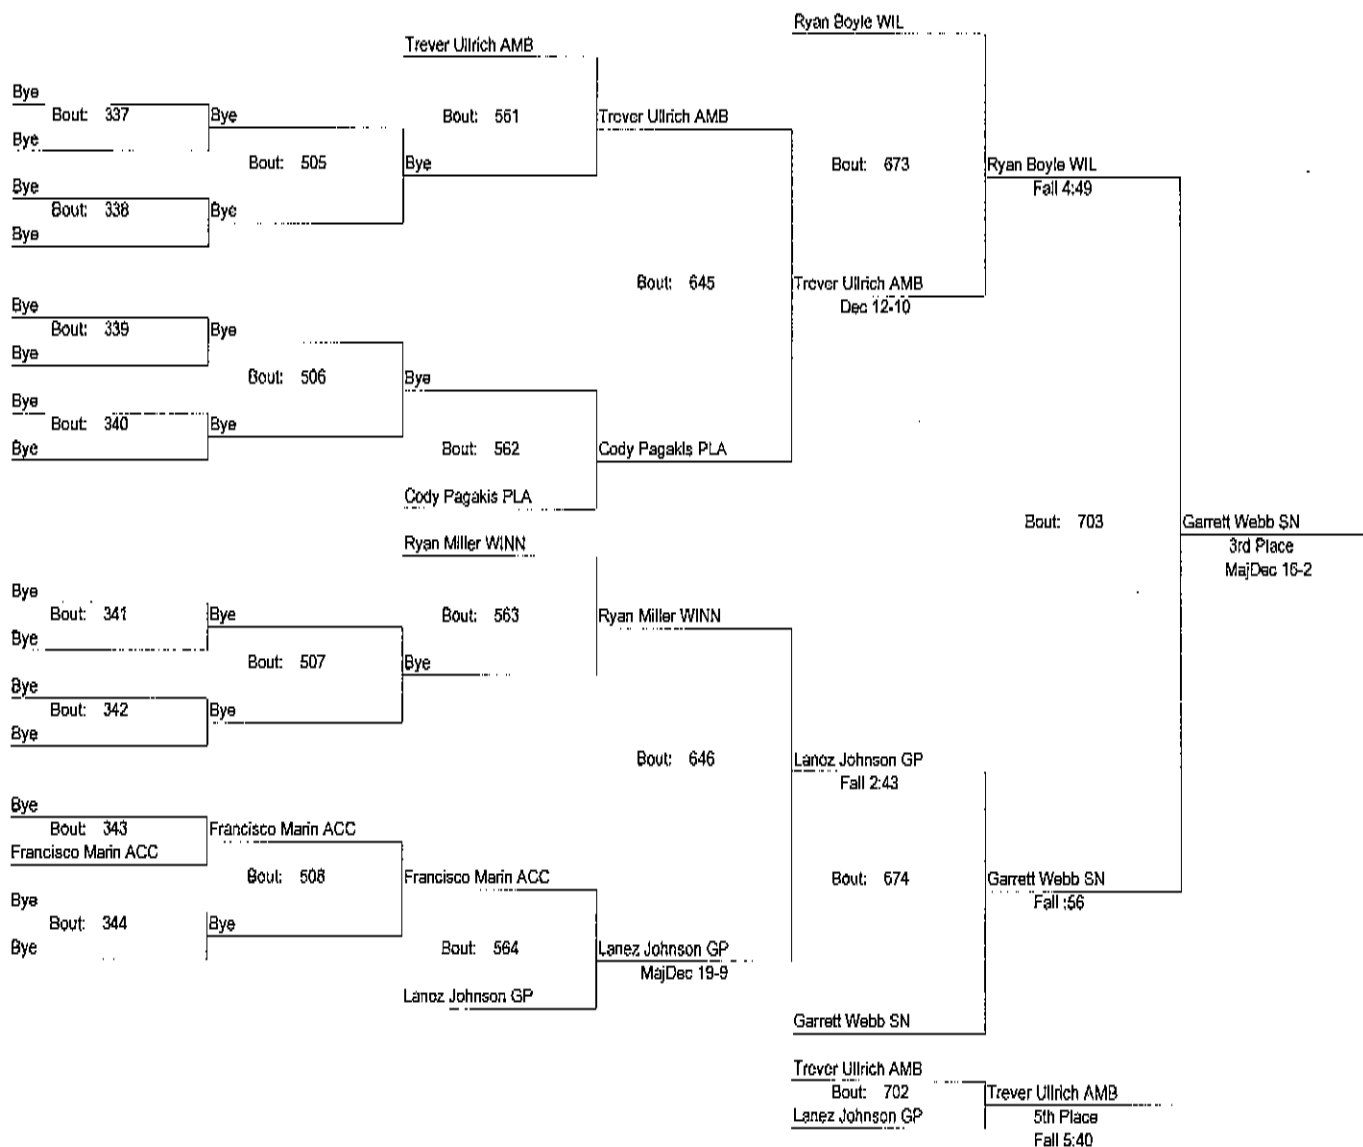 Ryan Boyle WIL
Trever Ullrich AMB
Bye
Bout: 337
Bye
Bout: 551
Trever Ullrich AMB
Bye
Bout: 505
Bye
Bout: 673
Ryan Boyle WIL
Fall 4:49
Bye
Bout: 338
Bye
Bye
Bout: 645
Trever Ullrich AMB
Dec 12-10
Bye
Bout: 339
Bye
Bye
Bout: 506
Bye
Bye
Bout: 340
Bye
Bye
Bout: 562
Cody Pagakis PLA
Cody Pagakis PLA
Bout: 703
Garrett Webb SN
3rd Place
MajDec 16-2
Ryan Miller WINN
Bye
Bout: 341
Bye
Bout: 563
Ryan Miller WINN
Bye
Bout: 507
Bye
Bye
Bout: 342
Bye
Bye
Bout: 646
Lanez Johnson GP
Fall 2:43
Bye
Bout: 343
Francisco Marin ACC
Francisco Marin ACC
Bout: 508
Francisco Marin ACC
Bout: 674
Garrett Webb SN
Fall :56
Bye
Bout: 344
Bye
Bye
Bout: 564
Lanez Johnson GP
MajDec 19-9
Lanez Johnson GP
Garrett Webb SN
Trever Ullrich AMB
Bout: 702
Trever Ullrich AMB
Lanez Johnson GP
5th Place
Fall 5:40